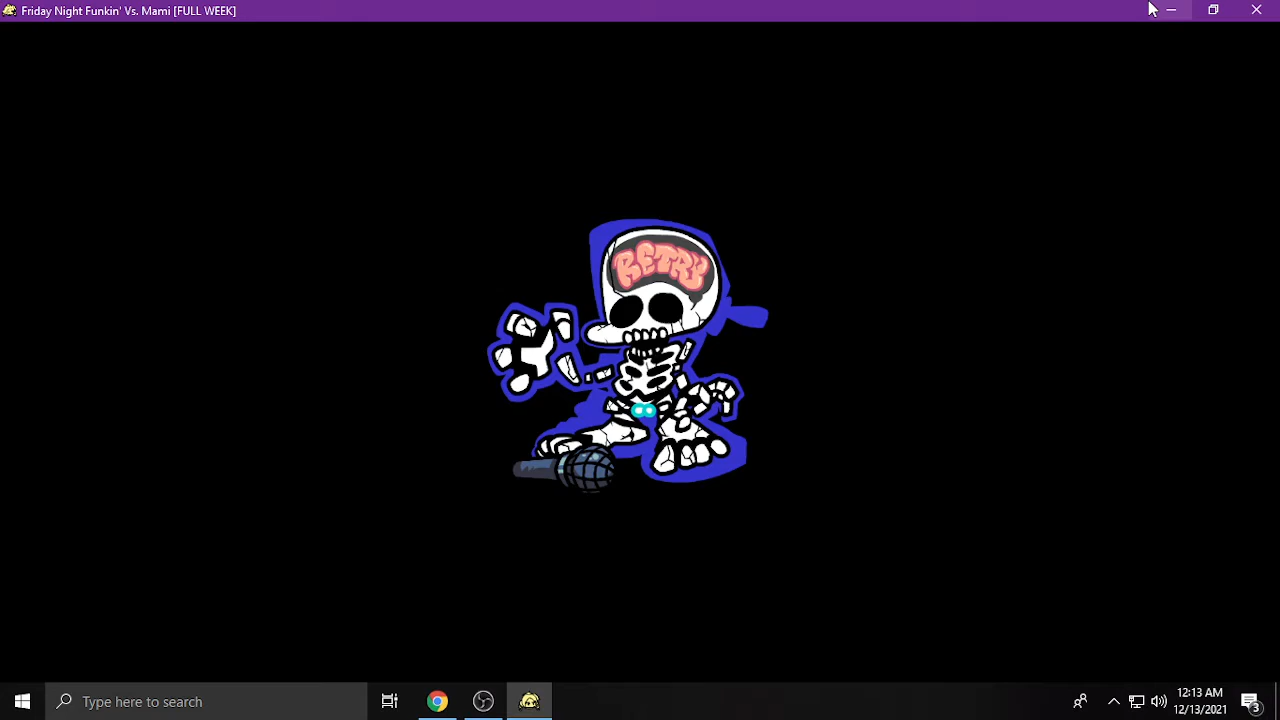 Friday Night Funkin' Vs. Mami [FULL WEEK]
RETRY
Type here to search
12:13 AM
12/13/2021
3